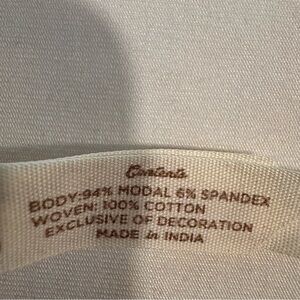 Contents
BODY:94% MODAL 6% SPANDEX
WOVEN: 100% COTTON
EXCLUSIVE OF DECORATION
MADE in INDIA